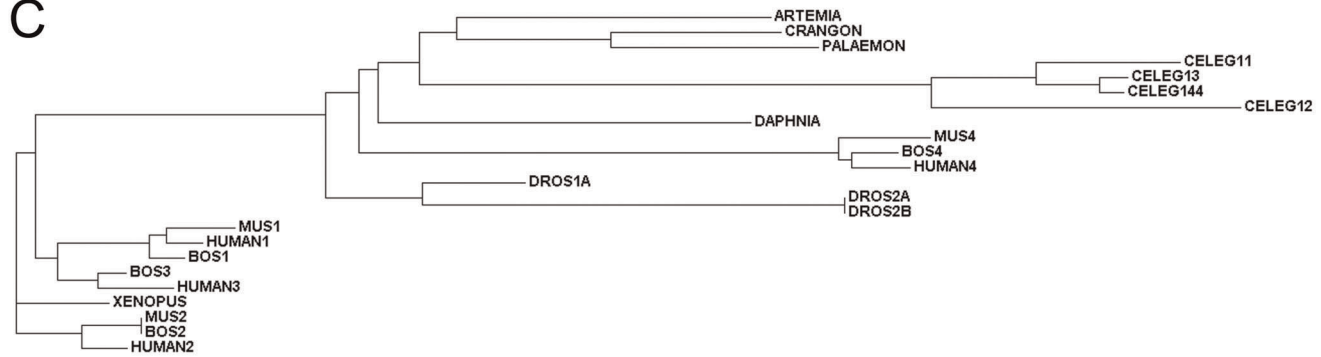 C
ARTEMIA
CRANGON
PALAEMON
CELEG11
CELEG13
CELEG144
CELEG12
DAPHNIA
MUS4
BOS4
HUMAN4
DROS1A
DROS2A
DROS2B
MUS1
HUMAN1
BOS1
BOS3
HUMAN3
XENOPUS
MUS2
BOS2
HUMAN2